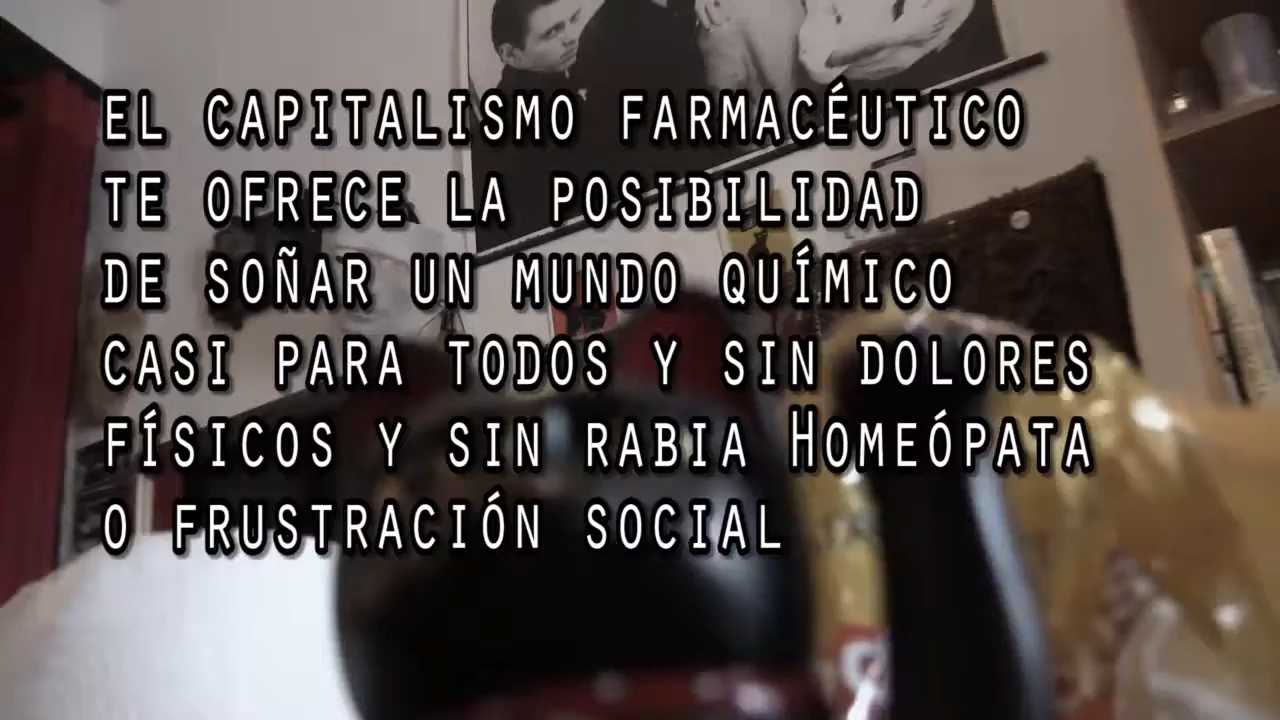 EL CAPITALISMO FARMACÉUTICO
TE OFRECE LA POSIBILIDAD
DE SOÑAR UN MUNDO QUÍMICO
CASI PARA TODOS Y SIN DOLORES
FÍSICOS Y SIN RABIA HOMEÓPATA
O FRUSTRACIÓN SOCIAL